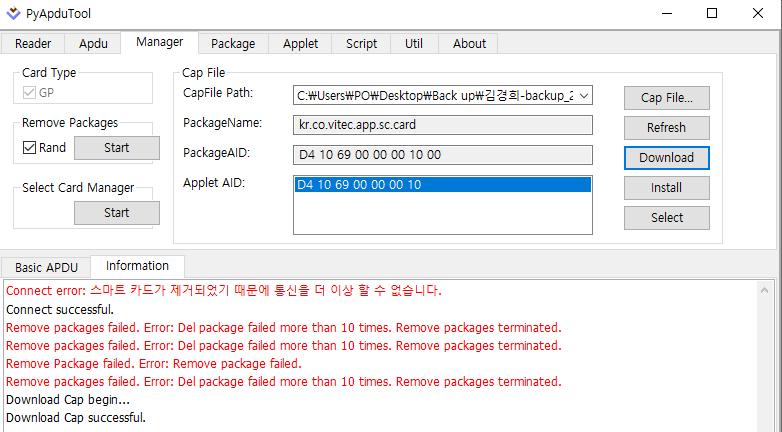 PyApduTool
Reader Apdu Manager Package Applet Script Util About
Card Type
GP
Remove Packages
Rand Start
Select Card Manager
Start
Cap File
CapFile Path: C:₩Users₩PO₩Desktop₩Back up₩김경희-backup_2 Cap File...
PackageName: kr.co.vitec.app.sc.card Refresh
PackageAID: D4 10 69 00 00 00 10 00 Download
Applet AID: D4 10 69 00 00 00 10 Install
Select
Basic APDU Information
Connect error: 스마트 카드가 제거되었기 때문에 통신을 더 이상 할 수 없습니다.
Connect successful.
Remove packages failed. Error: Del package failed more than 10 times. Remove packages terminated.
Remove packages failed. Error: Del package failed more than 10 times. Remove packages terminated.
Remove Package failed. Error: Remove package failed.
Remove packages failed. Error: Del package failed more than 10 times. Remove packages terminated.
Download Cap begin...
Download Cap successful.